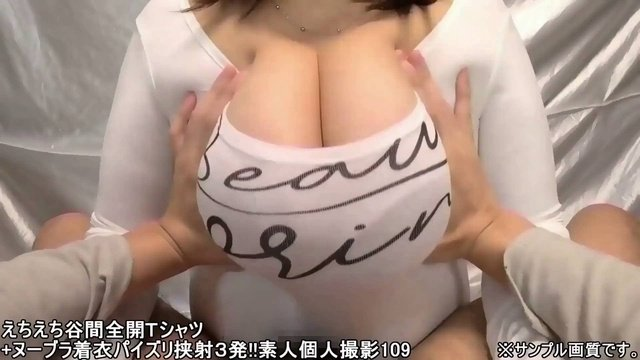 Beau
Orin
えちえち谷間全開Tシャツ
+ヌーブラ着衣パイズリ挟射3発!!素人個人撮影109
※サンプル画質です。